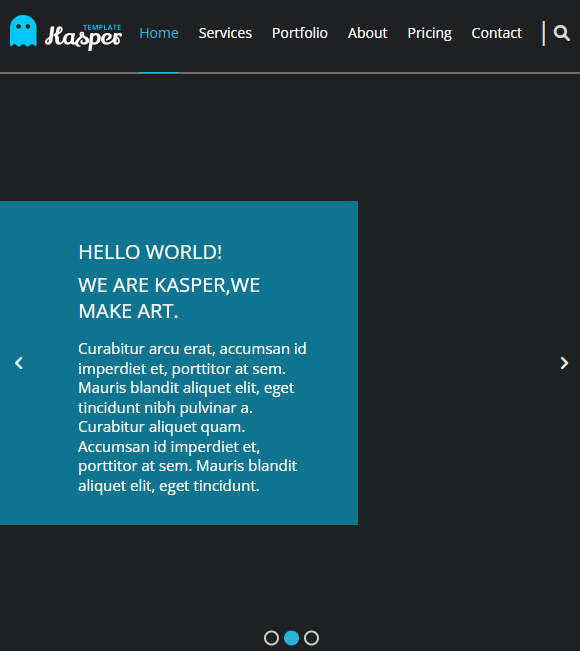 TEMPLATE
Kasper
Home Services Portfolio About Pricing Contact
HELLO WORLD!
WE ARE KASPER,WE
MAKE ART.
Curabitur arcu erat, accumsan id
imperdiet et, porttitor at sem.
Mauris blandit aliquet elit, eget
tincidunt nibh pulvinar a.
Curabitur aliquet quam.
Accumsan id imperdiet et,
porttitor at sem. Mauris blandit
aliquet elit, eget tincidunt.